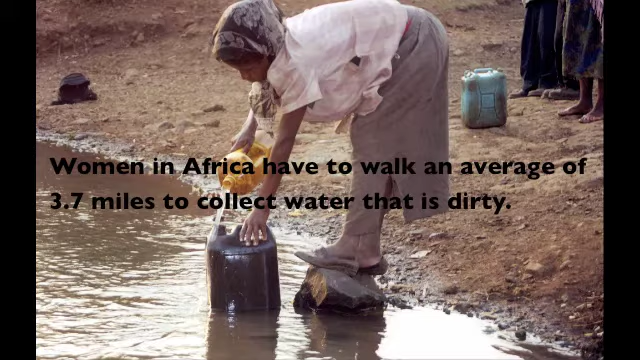 Women in Africa have to walk an average of
3.7 miles to collect water that is dirty.